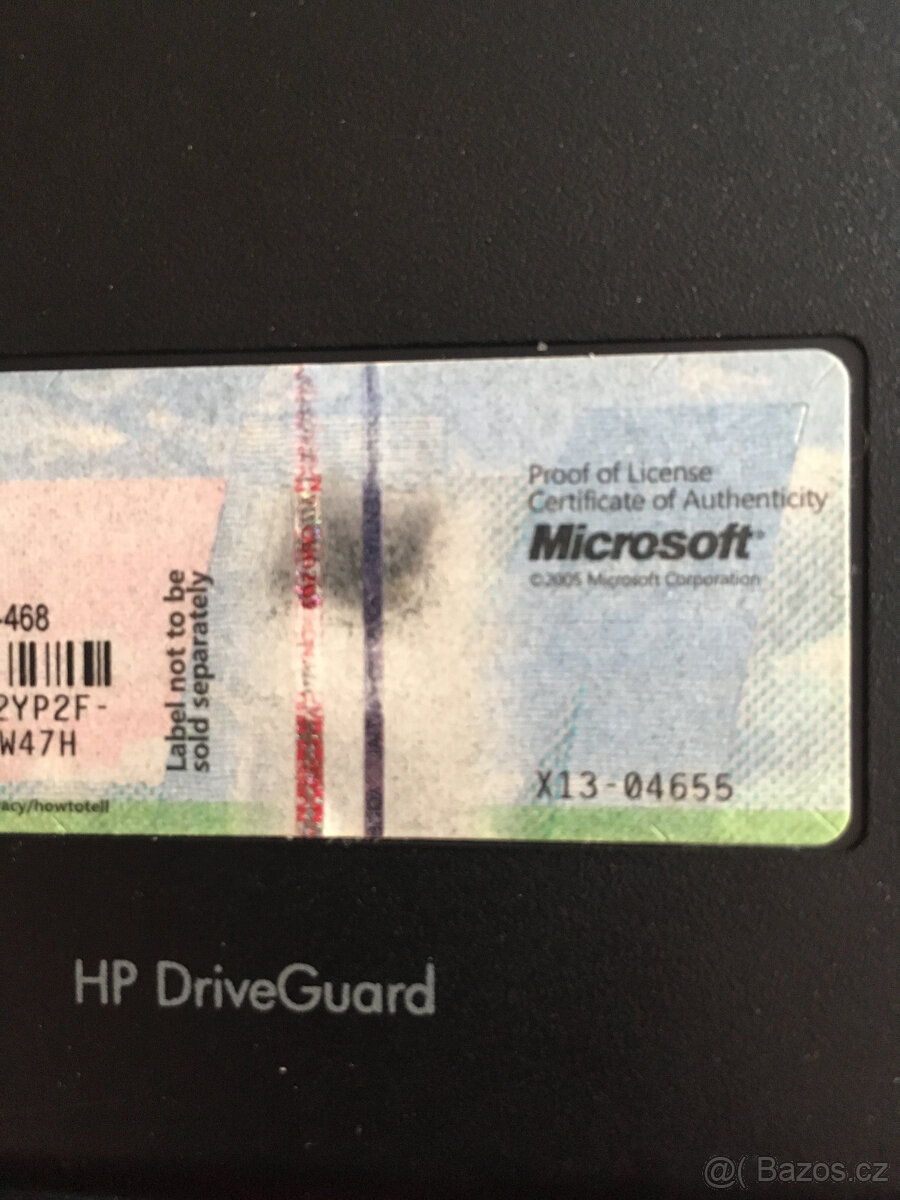 Proof of License
Certificate of Authenticity
Microsoft®
©2005 Microsoft Corporation
-468
2YP2F-
W47H
Label not to be
sold separately
acy/howtotell
X13-04655
HP DriveGuard
@( Bazos.cz